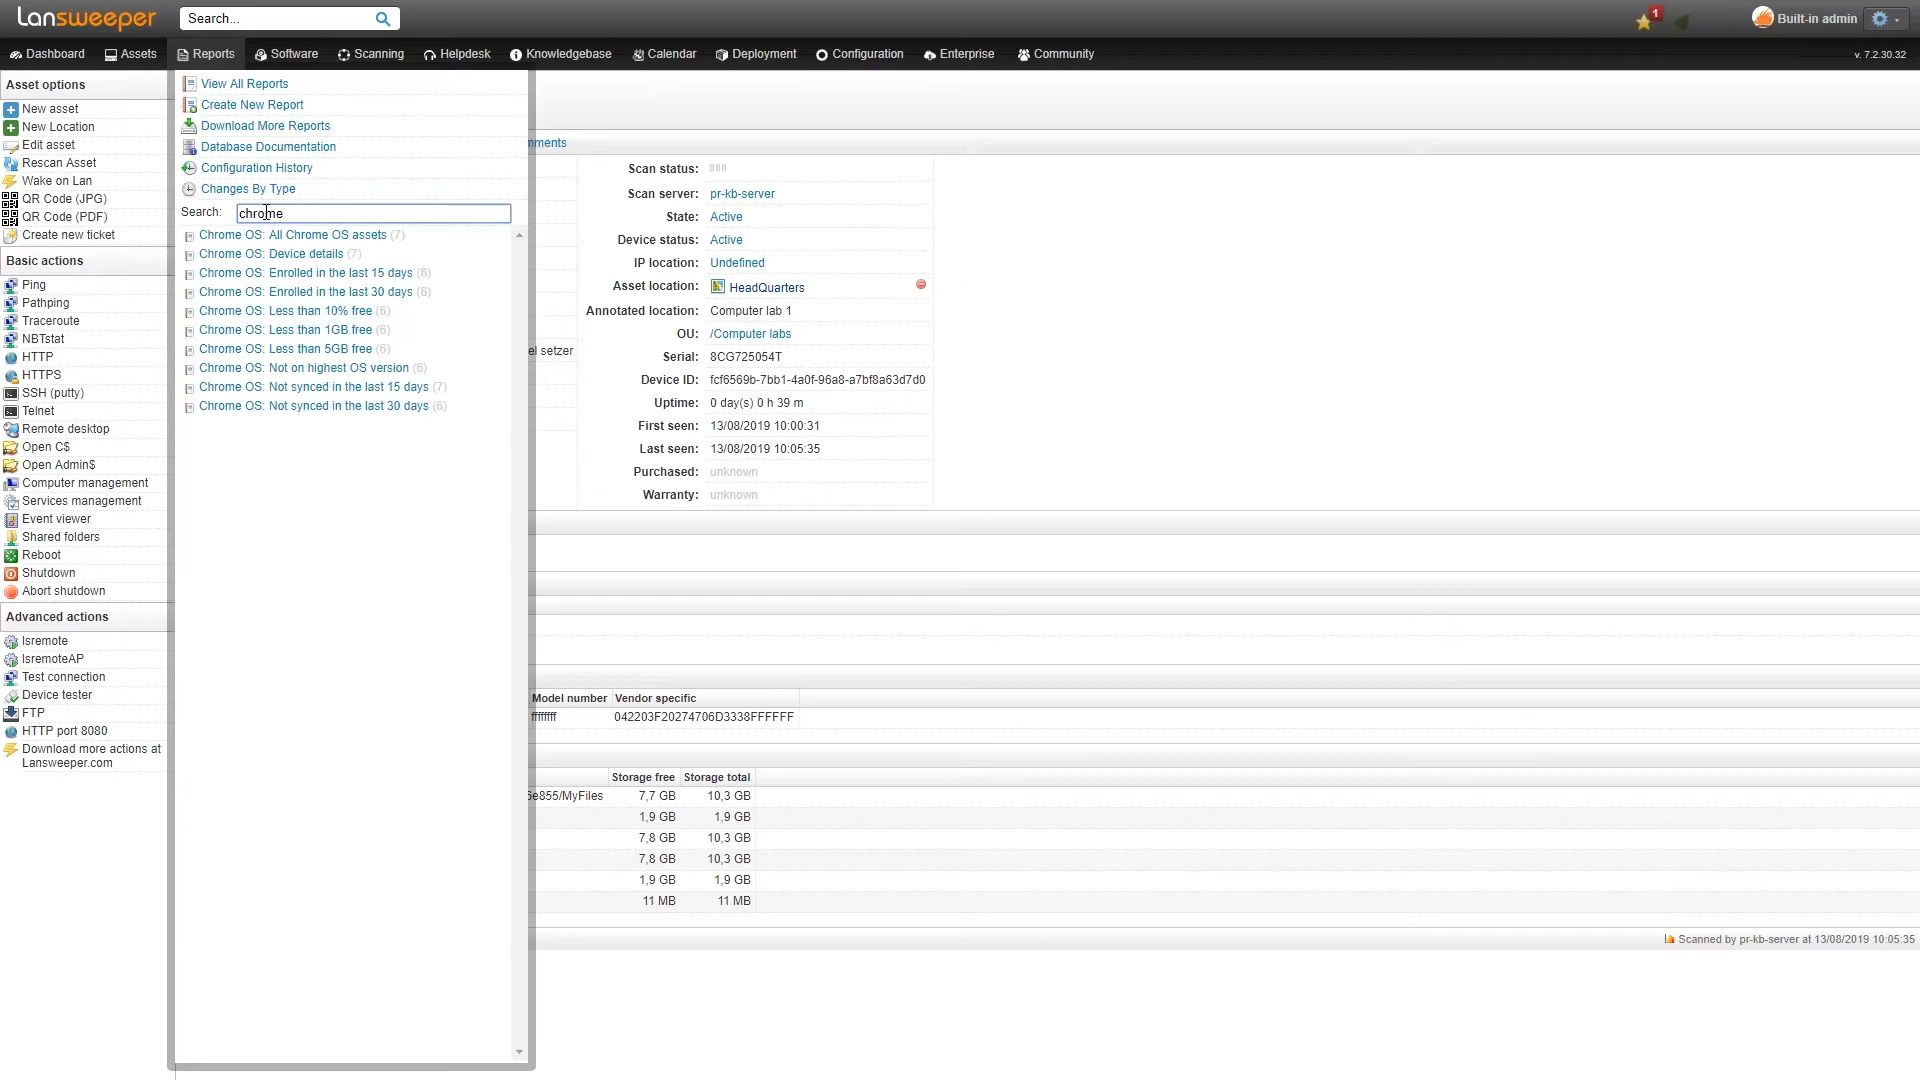 Lansweeper
Search...
1
Built-in admin
Dashboard Assets Reports Software Scanning Helpdesk Knowledgebase Calendar Deployment Configuration Enterprise Community v. 7.2.30.32
Asset options
New asset
New Location
Edit asset
Rescan Asset
Wake on Lan
QR Code (JPG)
QR Code (PDF)
Create new ticket
Basic actions
Ping
Pathping
Traceroute
NBTstat
HTTP
HTTPS
SSH (putty)
Telnet
Remote desktop
Open C$
Open Admin$
Computer management
Services management
Event viewer
Shared folders
Reboot
Shutdown
Abort shutdown
Advanced actions
lsremote
lsremoteAP
Test connection
Device tester
FTP
HTTP port 8080
Download more actions at
Lansweeper.com
View All Reports
Create New Report
Download More Reports
Database Documentation
Configuration History
Changes By Type
Search: chrome
Chrome OS: All Chrome OS assets (7)
Chrome OS: Device details (7)
Chrome OS: Enrolled in the last 15 days (6)
Chrome OS: Enrolled in the last 30 days (6)
Chrome OS: Less than 10% free (6)
Chrome OS: Less than 1GB free (6)
Chrome OS: Less than 5GB free (6)
Chrome OS: Not on highest OS version (6)
Chrome OS: Not synced in the last 15 days (7)
Chrome OS: Not synced in the last 30 days (6)
mments
el setzer
Scan status:
Scan server: pr-kb-server
State: Active
Device status: Active
IP location: Undefined
Asset location: HeadQuarters
Annotated location: Computer lab 1
OU: /Computer labs
Serial: 8CG725054T
Device ID: fcf6569b-7bb1-4a0f-96a8-a7bf8a63d7d0
Uptime: 0 day(s) 0 h 39 m
First seen: 13/08/2019 10:00:31
Last seen: 13/08/2019 10:05:35
Purchased: unknown
Warranty: unknown
Model number Vendor specific
ffffffff 042203F20274706D3338FFFFFF
Storage free Storage total
6e855/MyFiles 7,7 GB 10,3 GB
1,9 GB 1,9 GB
7,8 GB 10,3 GB
7,8 GB 10,3 GB
1,9 GB 1,9 GB
11 MB 11 MB
Scanned by pr-kb-server at 13/08/2019 10:05:35